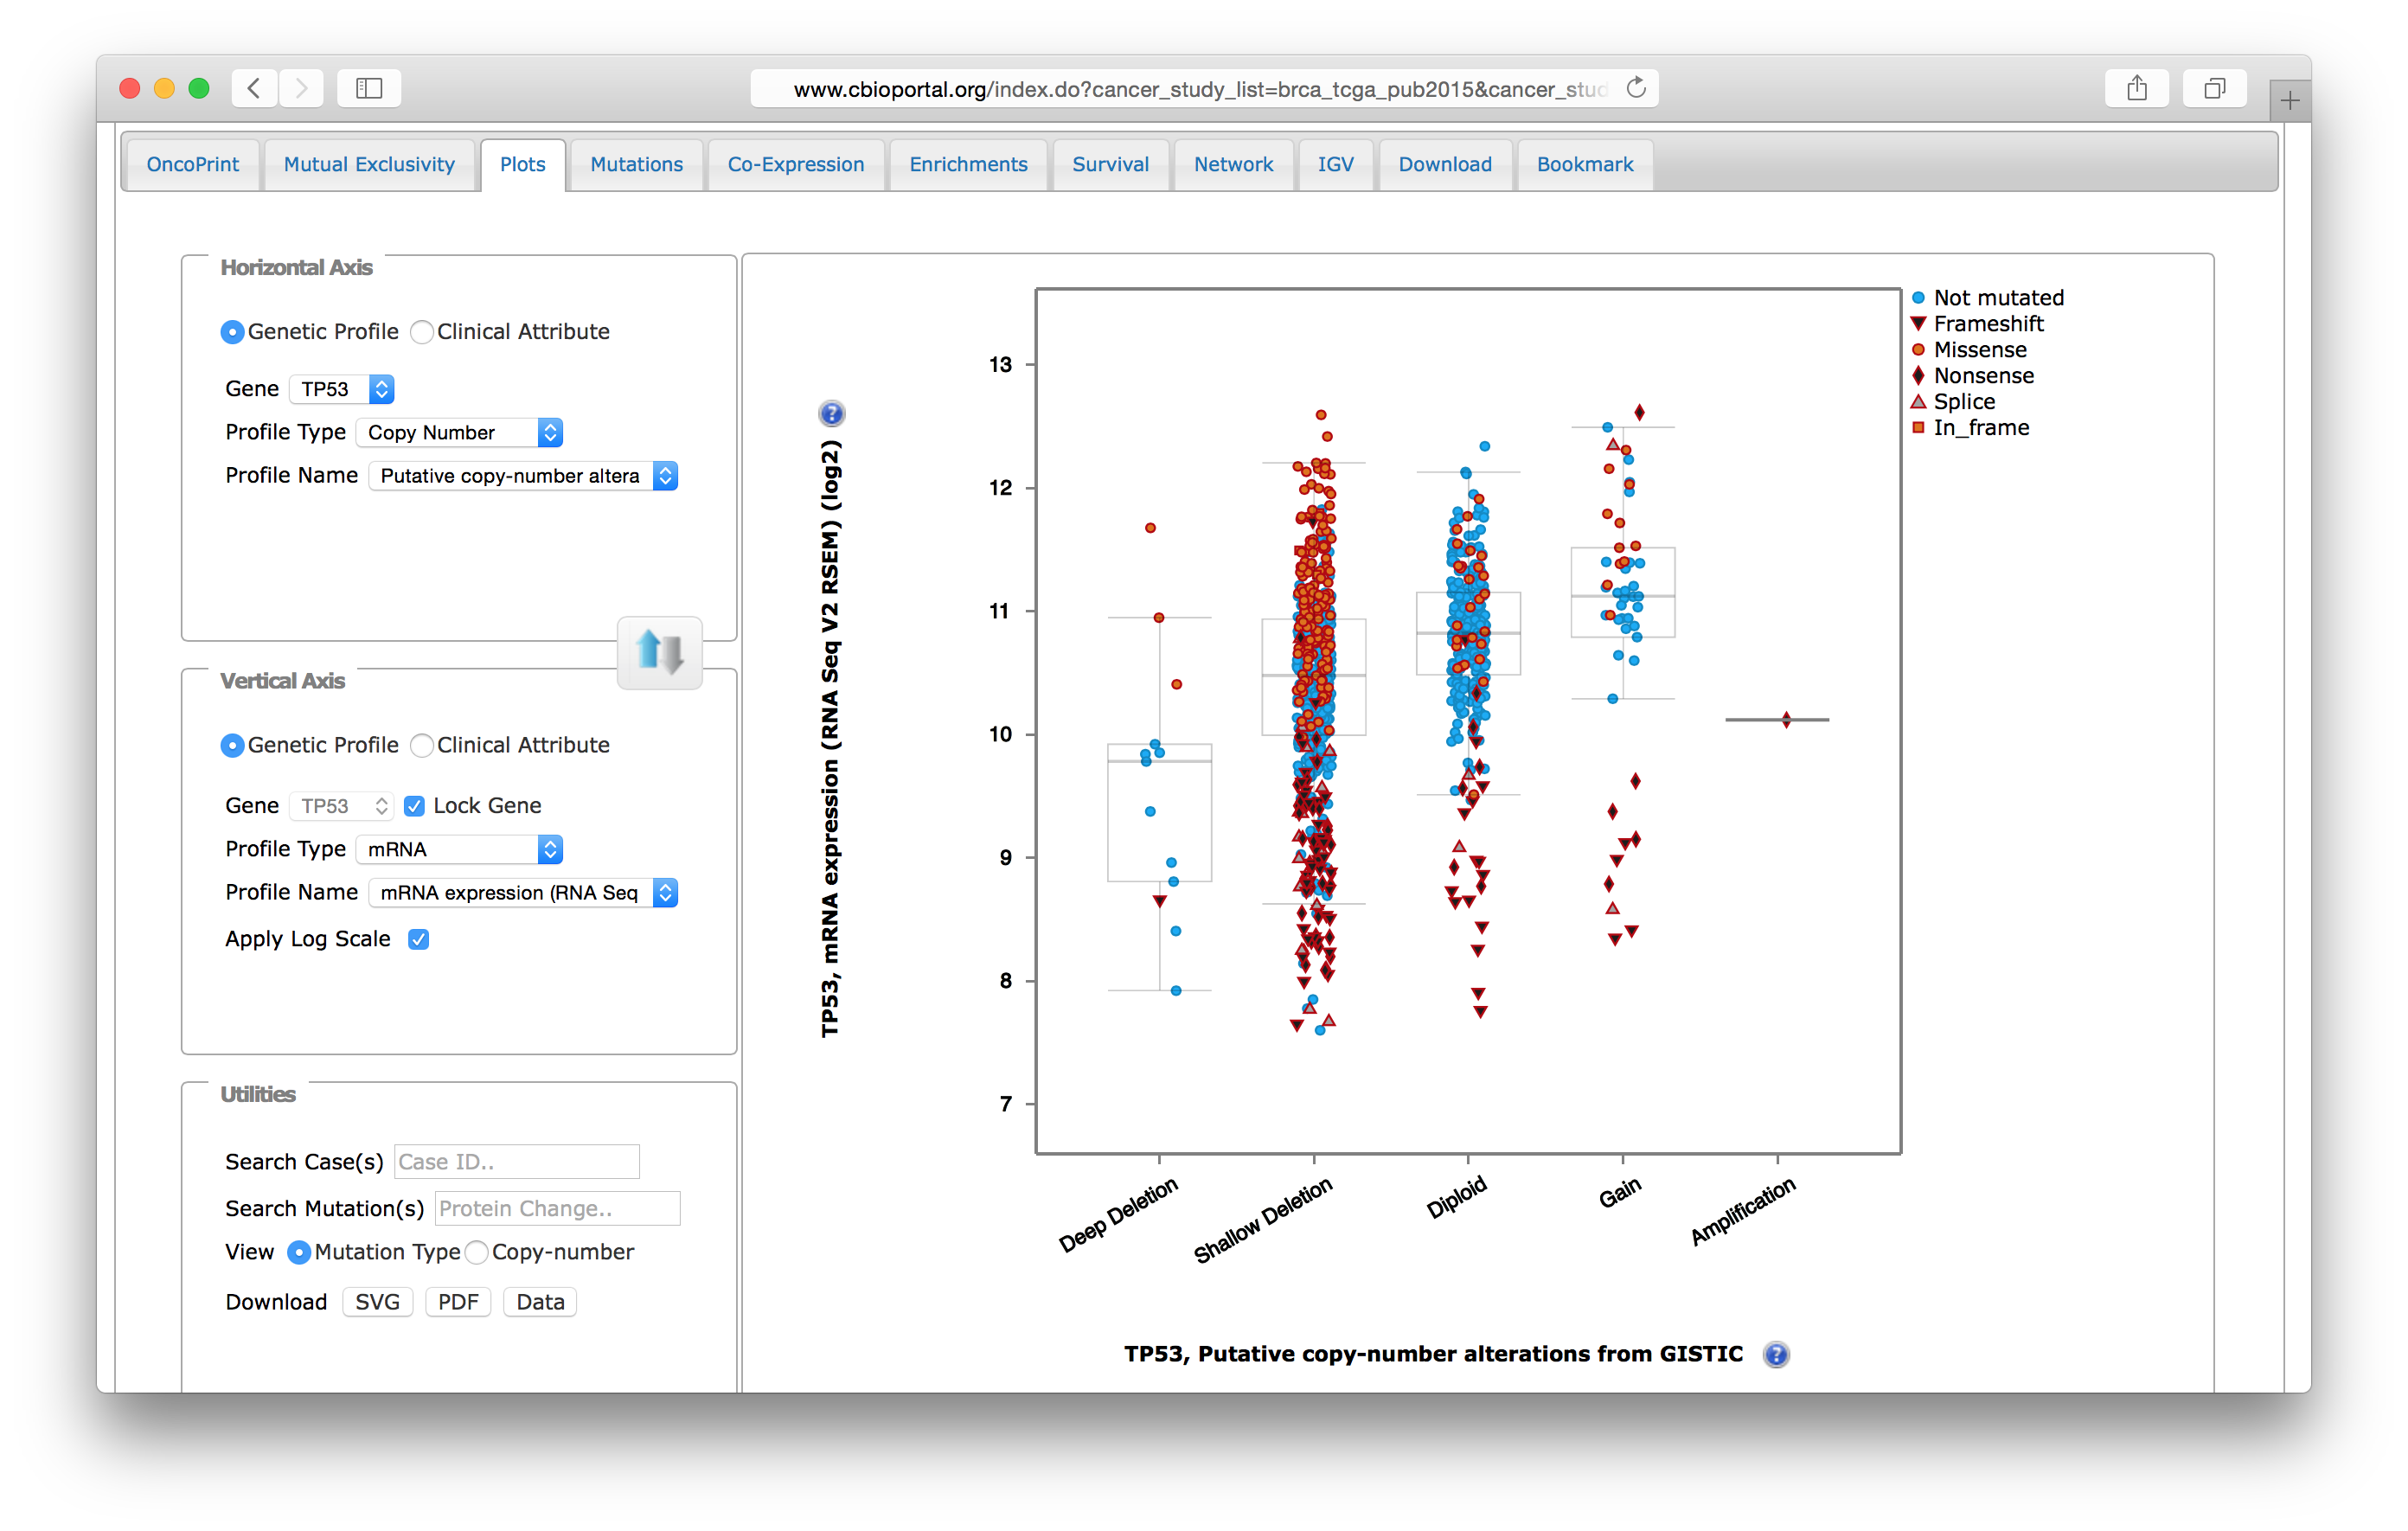 www.cbioportal.org/index.do?cancer_study_list=brca_tcga_pub2015&cancer_stud
OncoPrint Mutual Exclusivity Plots Mutations Co-Expression Enrichments Survival Network IGV Download Bookmark
Horizontal Axis
Genetic Profile Clinical Attribute
Gene TP53
Profile Type Copy Number
Profile Name Putative copy-number altera
Vertical Axis
Genetic Profile Clinical Attribute
Gene TP53 Lock Gene
Profile Type mRNA
Profile Name mRNA expression (RNA Seq
Apply Log Scale
Utilities
Search Case(s) Case ID..
Search Mutation(s) Protein Change..
View Mutation Type Copy-number
Download SVG PDF Data
TP53, mRNA expression (RNA Seq V2 RSEM) (log2)
?
13
12
11
10
9
8
7
Deep Deletion
Shallow Deletion
Diploid
Gain
Amplification
TP53, Putative copy-number alterations from GISTIC ?
Not mutated
Frameshift
Missense
Nonsense
Splice
In_frame